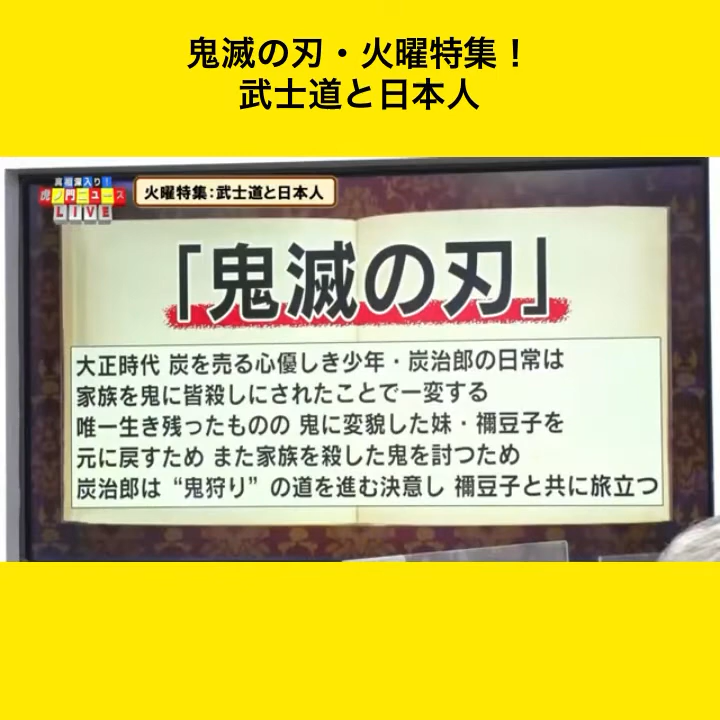 鬼滅の刃・火曜特集！
武士道と日本人
真相深入り！
虎ノ門ニュース
LIVE
火曜特集：武士道と日本人
「鬼滅の刃」
大正時代 炭を売る心優しき少年・炭治郎の日常は
家族を鬼に皆殺しにされたことで一変する
唯一生き残ったものの 鬼に変貌した妹・禰豆子を
元に戻すため また家族を殺した鬼を討つため
炭治郎は“鬼狩り”の道を進む決意し 禰豆子と共に旅立つ